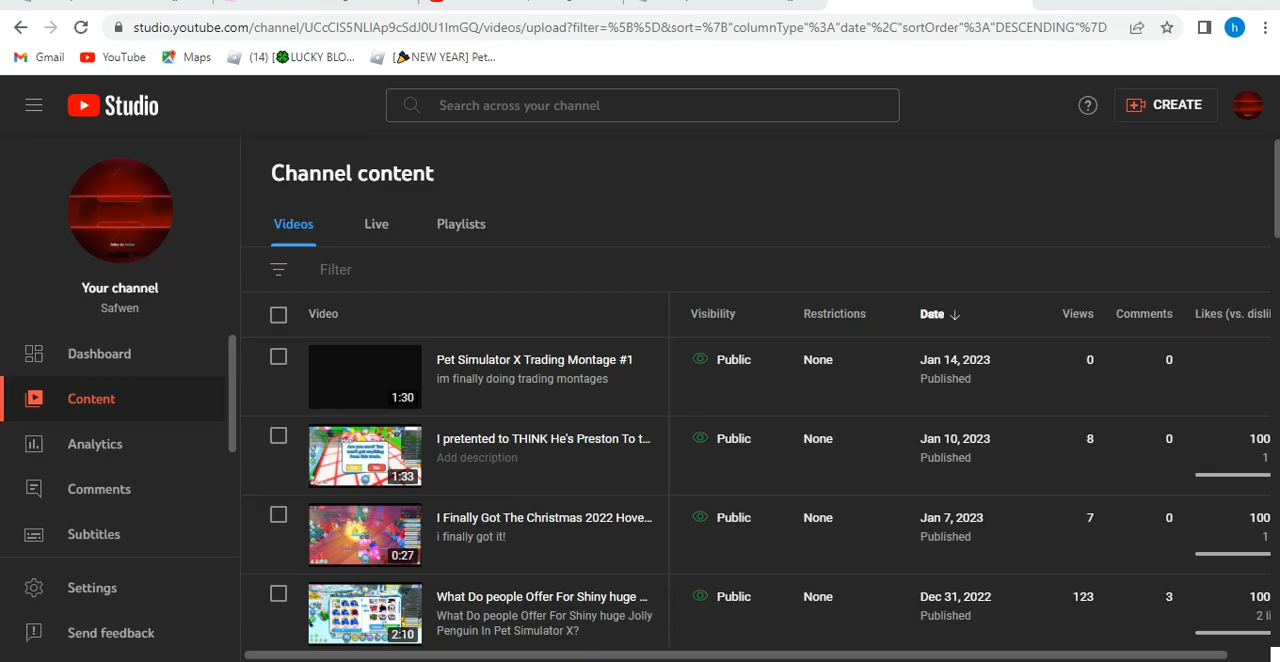 studio.youtube.com/channel/UCcCIS5NLIAp9cSdJ0U1ImGQ/videos/upload?filter=%5B%5D&sort=%7B"columnType"%3A"date"%2C"sortOrder"%3A"DESCENDING"%7D
h
Gmail YouTube Maps (14) [🍀LUCKY BLO... [🎉NEW YEAR] Pet...
Studio
Search across your channel
CREATE
Channel content
Videos Live Playlists
Filter
Your channel
Safwen
Dashboard
Content
Analytics
Comments
Subtitles
Settings
Send feedback
Video Visibility Restrictions Date Views Comments Likes (vs. disli
Pet Simulator X Trading Montage #1 Public None Jan 14, 2023 0 0
im finally doing trading montages Published
1:30
I pretented to THINK He's Preston To t... Public None Jan 10, 2023 8 0 100
Add description Published 1
1:33
I Finally Got The Christmas 2022 Hove... Public None Jan 7, 2023 7 0 100
i finally got it! Published 1
0:27
What Do people Offer For Shiny huge ... Public None Dec 31, 2022 123 3 100
What Do people Offer For Shiny huge Jolly Published 2 li
Penguin In Pet Simulator X?
2:10